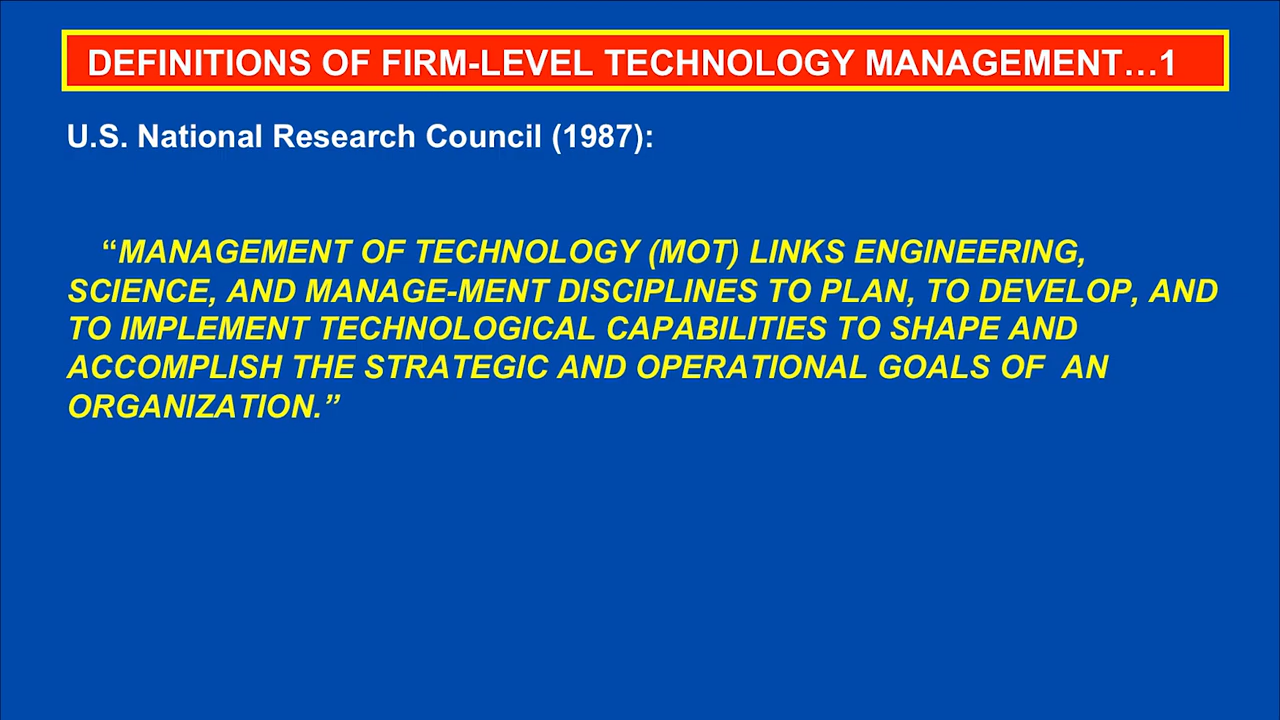 DEFINITIONS OF FIRM-LEVEL TECHNOLOGY MANAGEMENT…1
U.S. National Research Council (1987):
“MANAGEMENT OF TECHNOLOGY (MOT) LINKS ENGINEERING,
SCIENCE, AND MANAGE-MENT DISCIPLINES TO PLAN, TO DEVELOP, AND
TO IMPLEMENT TECHNOLOGICAL CAPABILITIES TO SHAPE AND
ACCOMPLISH THE STRATEGIC AND OPERATIONAL GOALS OF  AN
ORGANIZATION.”